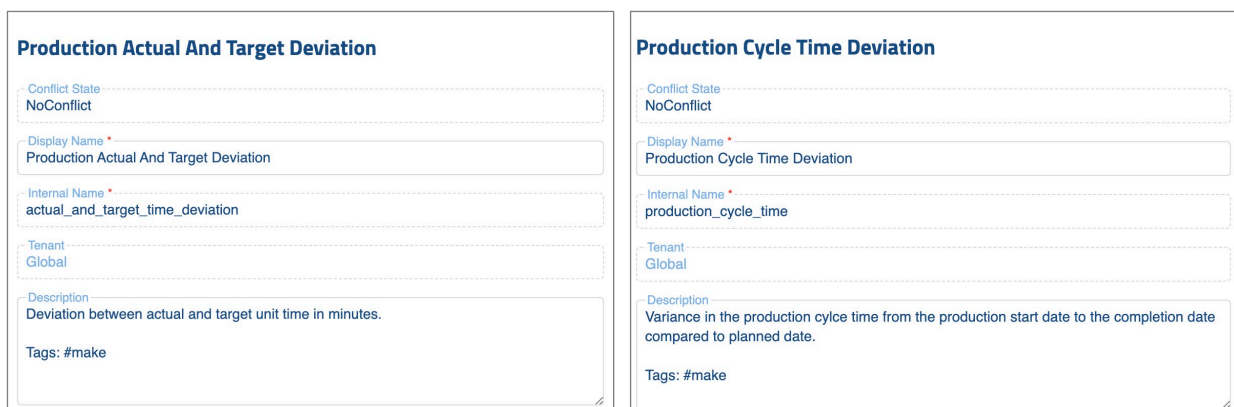 Production Actual And Target Deviation
Conflict State
NoConflict
Display Name *
Production Actual And Target Deviation
Internal Name *
actual_and_target_time_deviation
Tenant
Global
Description
Deviation between actual and target unit time in minutes.
Tags: #make
Production Cycle Time Deviation
Conflict State
NoConflict
Display Name *
Production Cycle Time Deviation
Internal Name *
production_cycle_time
Tenant
Global
Description
Variance in the production cylce time from the production start date to the completion date
compared to planned date.
Tags: #make